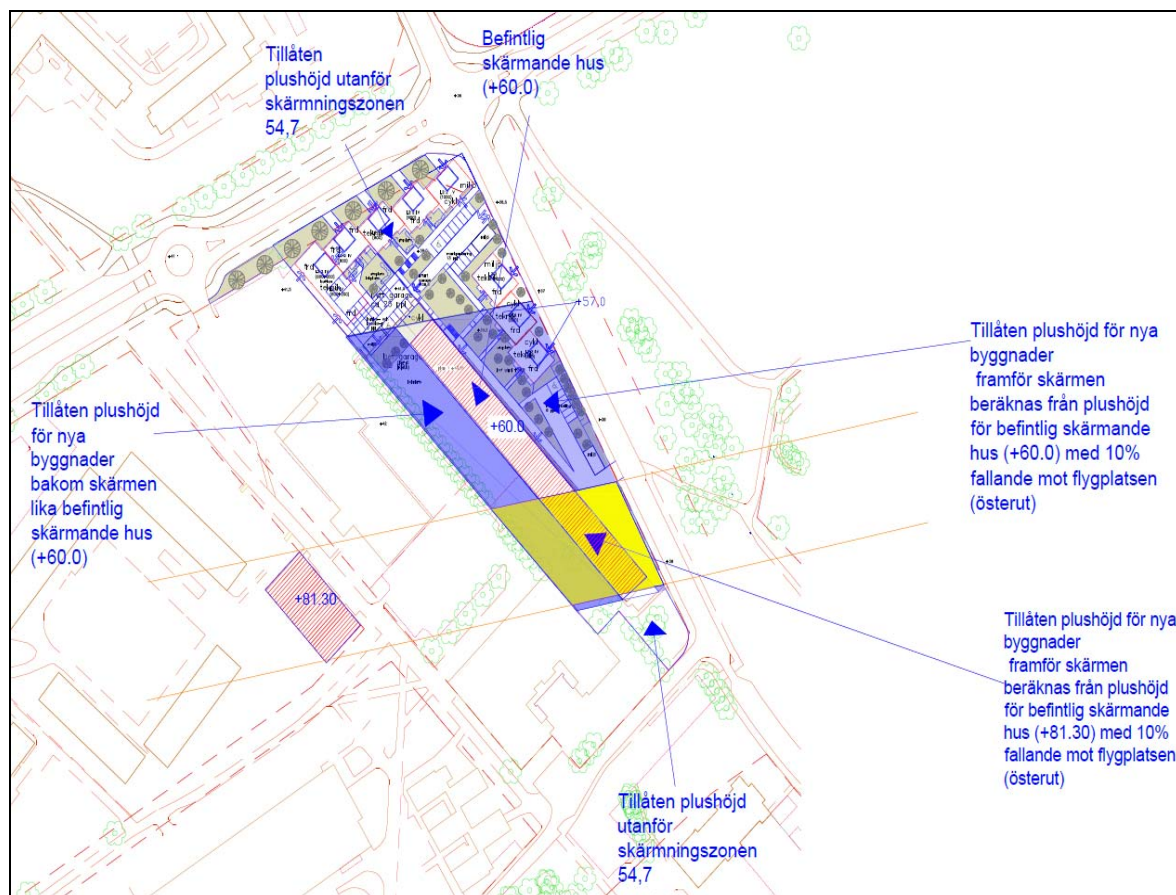 Tillåten
plushöjd utanför
skärmningszonen
54,7
Befintlig
skärmande hus
(+60.0)
+57,0
Tillåten plushöjd för nya
byggnader
framför skärmen
beräknas från plushöjd
för befintlig skärmande
hus (+60.0) med 10%
fallande mot flygplatsen
(österut)
Tillåten plushöjd
för nya
byggnader
bakom skärmen
lika befintlig
skärmande hus
(+60.0)
+60.0
+81.30
Tillåten plushöjd för nya
byggnader
framför skärmen
beräknas från plushöjd
för befintlig skärmande
hus (+81.30) med 10%
fallande mot flygplatsen
(österut)
Tillåten plushöjd
utanför
skärmningszonen
54,7